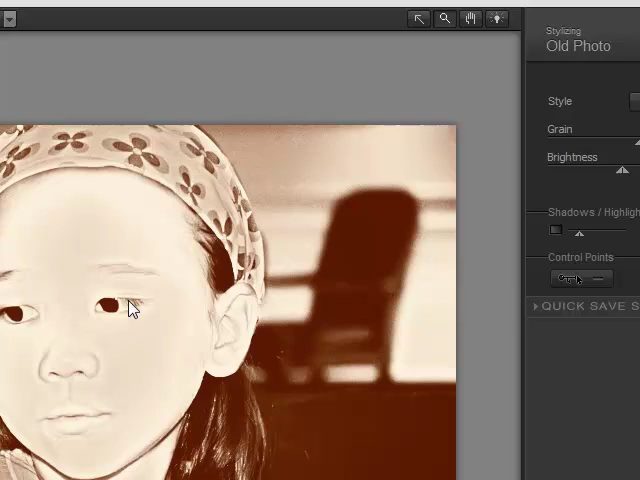 Stylizing
Old Photo
Style
Grain
Brightness
Shadows / Highligh
Control Points
QUICK SAVE S